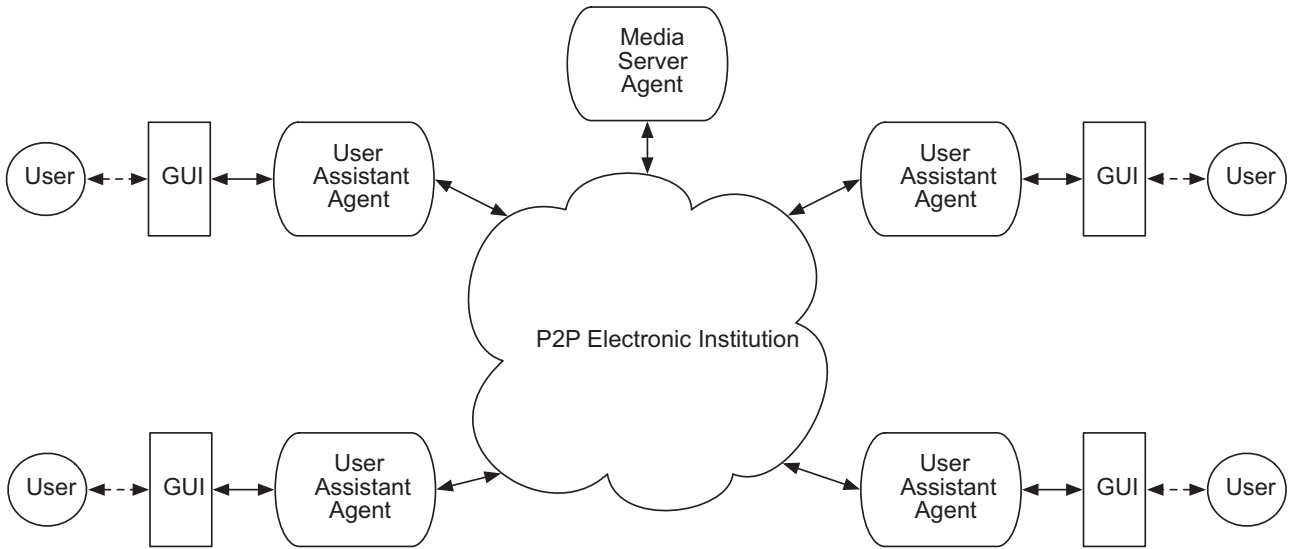 Media
Server
Agent
User
GUI
User
Assistant
Agent
User
Assistant
Agent
GUI
User
P2P Electronic Institution
User
GUI
User
Assistant
Agent
User
Assistant
Agent
GUI
User